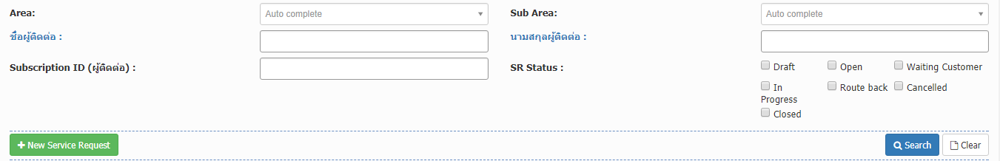 Area: Auto complete Sub Area: Auto complete
ชื่อผู้ติดต่อ : นามสกุลผู้ติดต่อ :
Subscription ID (ผู้ติดต่อ) : SR Status : Draft Open Waiting Customer
In Progress Route back Cancelled
Closed
New Service Request Search Clear